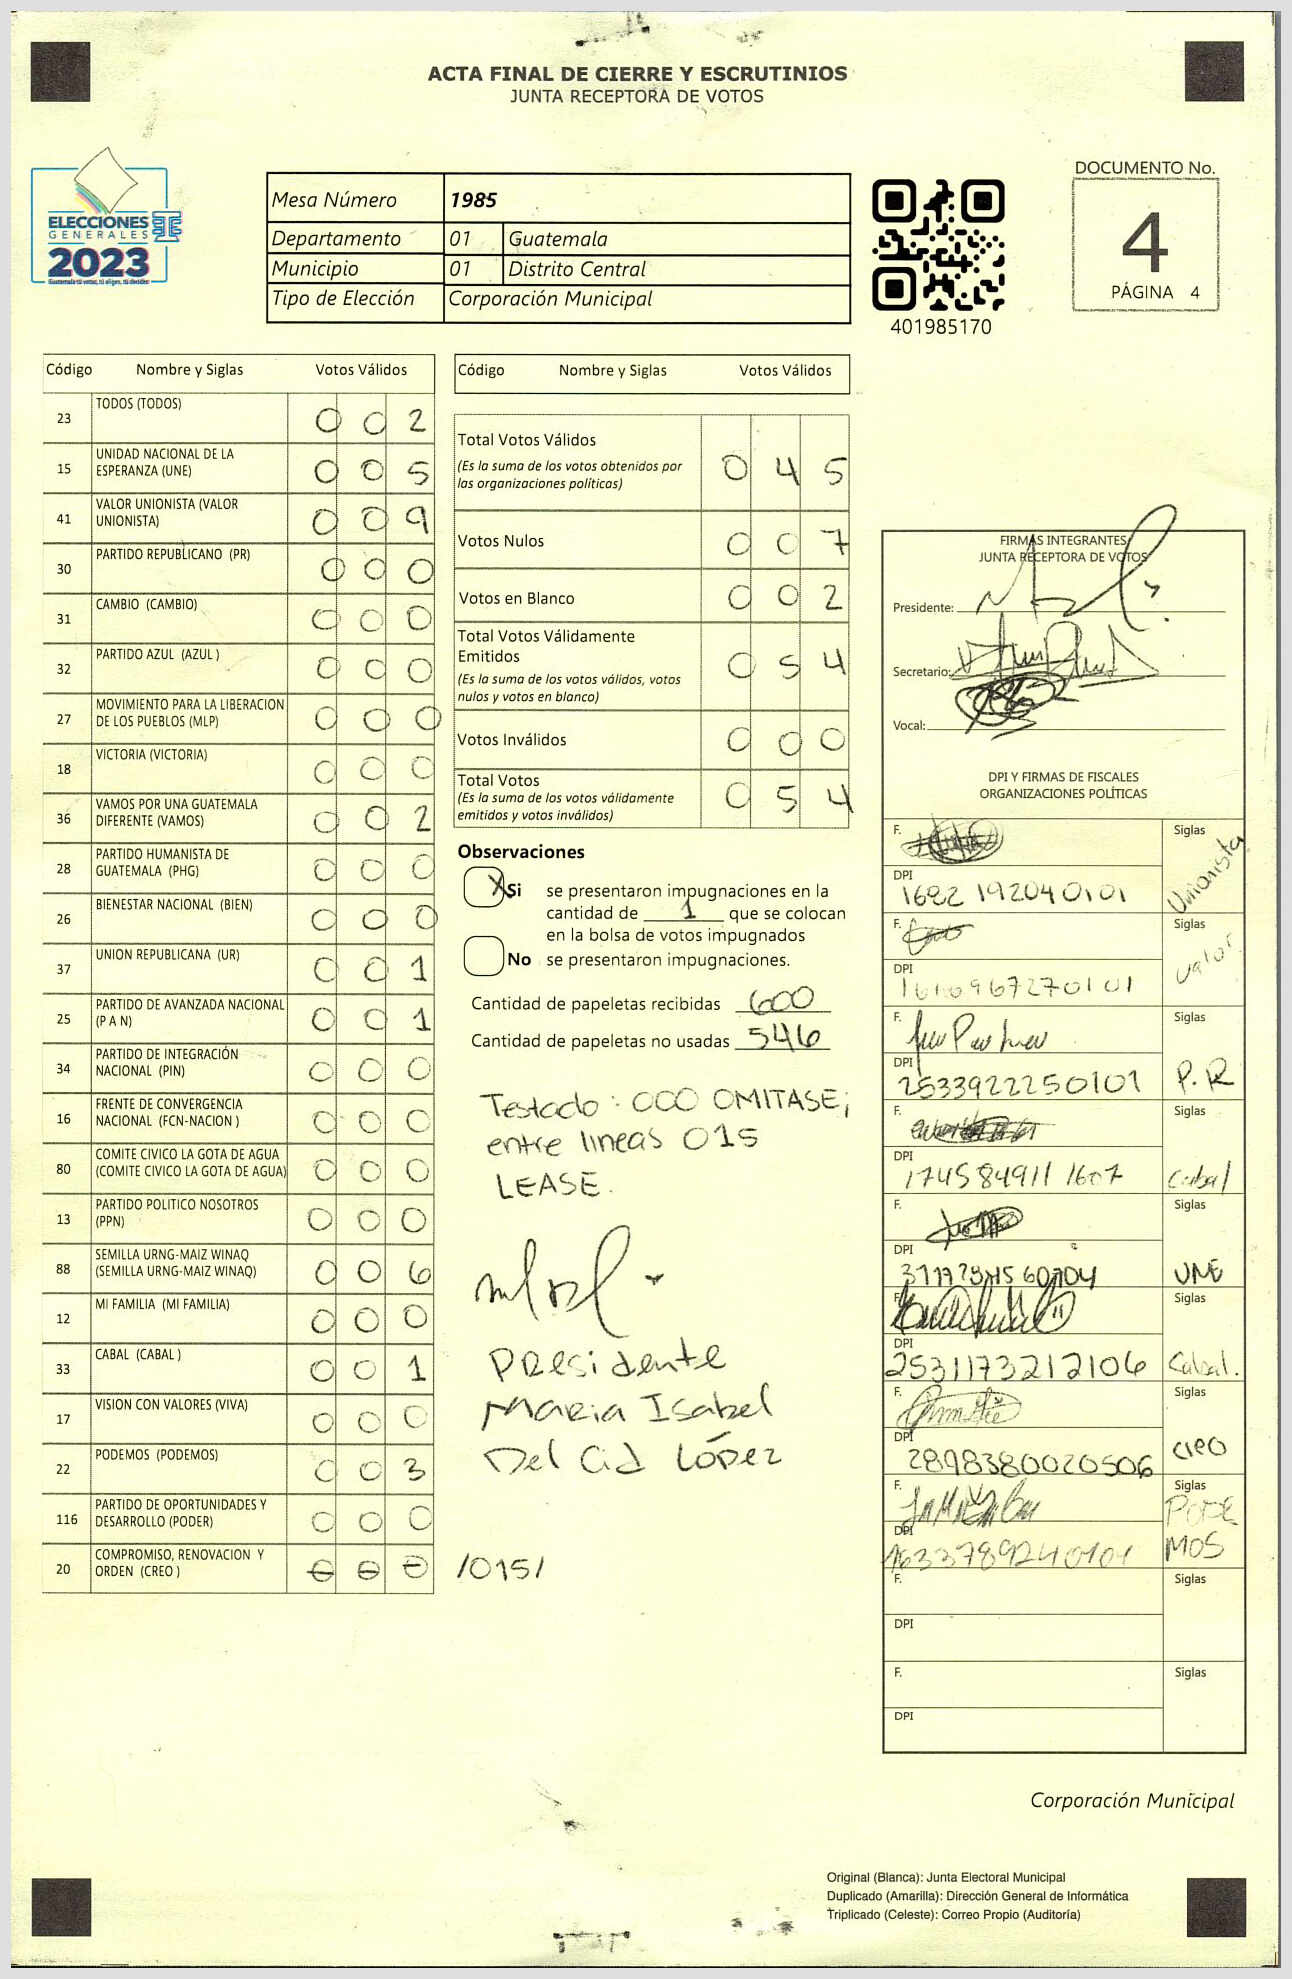 ACTA FINAL DE CIERRE Y ESCRUTINIOS
JUNTA RECEPTORA DE VOTOS
ELECCIONES
GENERALES
2023
Guatemala tú votas, tú eliges, tú decides
Mesa Número 1985
Departamento 01 Guatemala
Municipio 01 Distrito Central
Tipo de Elección Corporación Municipal
401985170
DOCUMENTO No.
4
PÁGINA 4
Código Nombre y Siglas Votos Válidos
23 TODOS (TODOS) 0 0 2
15 UNIDAD NACIONAL DE LA
ESPERANZA (UNE) 0 0 5
41 VALOR UNIONISTA (VALOR
UNIONISTA) 0 0 9
30 PARTIDO REPUBLICANO (PR) 0 0 0
31 CAMBIO (CAMBIO) 0 0 0
32 PARTIDO AZUL (AZUL ) 0 0 0
27 MOVIMIENTO PARA LA LIBERACION
DE LOS PUEBLOS (MLP) 0 0 0
18 VICTORIA (VICTORIA) 0 0 0
36 VAMOS POR UNA GUATEMALA
DIFERENTE (VAMOS) 0 0 2
28 PARTIDO HUMANISTA DE
GUATEMALA (PHG) 0 0 0
26 BIENESTAR NACIONAL (BIEN) 0 0 0
37 UNION REPUBLICANA (UR) 0 0 1
25 PARTIDO DE AVANZADA NACIONAL
(P A N) 0 0 1
34 PARTIDO DE INTEGRACIÓN
NACIONAL (PIN) 0 0 0
16 FRENTE DE CONVERGENCIA
NACIONAL (FCN-NACION ) 0 0 0
80 COMITE CIVICO LA GOTA DE AGUA
(COMITE CIVICO LA GOTA DE AGUA) 0 0 0
13 PARTIDO POLITICO NOSOTROS
(PPN) 0 0 0
88 SEMILLA URNG-MAIZ WINAQ
(SEMILLA URNG-MAIZ WINAQ) 0 0 6
12 MI FAMILIA (MI FAMILIA) 0 0 0
33 CABAL (CABAL ) 0 0 1
17 VISION CON VALORES (VIVA) 0 0 0
22 PODEMOS (PODEMOS) 0 0 3
116 PARTIDO DE OPORTUNIDADES Y
DESARROLLO (PODER) 0 0 0
20 COMPROMISO, RENOVACION Y
ORDEN (CREO ) 0 0 0 /015/
Código Nombre y Siglas Votos Válidos
Total Votos Válidos
(Es la suma de los votos obtenidos por
las organizaciones políticas) 0 4 5
Votos Nulos 0 0 7
Votos en Blanco 0 0 2
Total Votos Válidamente
Emitidos
(Es la suma de los votos válidos, votos
nulos y votos en blanco) 0 5 4
Votos Inválidos 0 0 0
Total Votos
(Es la suma de los votos válidamente
emitidos y votos inválidos) 0 5 4
Observaciones
X Si se presentaron impugnaciones en la
cantidad de 1 que se colocan
en la bolsa de votos impugnados
No se presentaron impugnaciones.
Cantidad de papeletas recibidas 600
Cantidad de papeletas no usadas 546
Testado : 000 OMITASE;
entre lineas 015
LEASE.
Presidente
Maria Isabel
Del Cid López
FIRMAS INTEGRANTES
JUNTA RECEPTORA DE VOTOS
Presidente:
Secretario:
Vocal:
DPI Y FIRMAS DE FISCALES
ORGANIZACIONES POLÍTICAS
F. Siglas
Unionista
DPI 1682 192040101
F. Siglas
Valor
DPI
F. Siglas
DPI 2533922250101 P.R
F. Siglas
DPI 174584911 1607 Cabal
F. Siglas
DPI UNE
F. Siglas
DPI 2531173212106 Cabal.
F. Siglas
DPI 2898380020506 CREO
F. Siglas
PODE
MOS
DPI 1633789240101
F. Siglas
DPI
F. Siglas
DPI
Corporación Municipal
Original (Blanca): Junta Electoral Municipal
Duplicado (Amarilla): Dirección General de Informática
Triplicado (Celeste): Correo Propio (Auditoría)